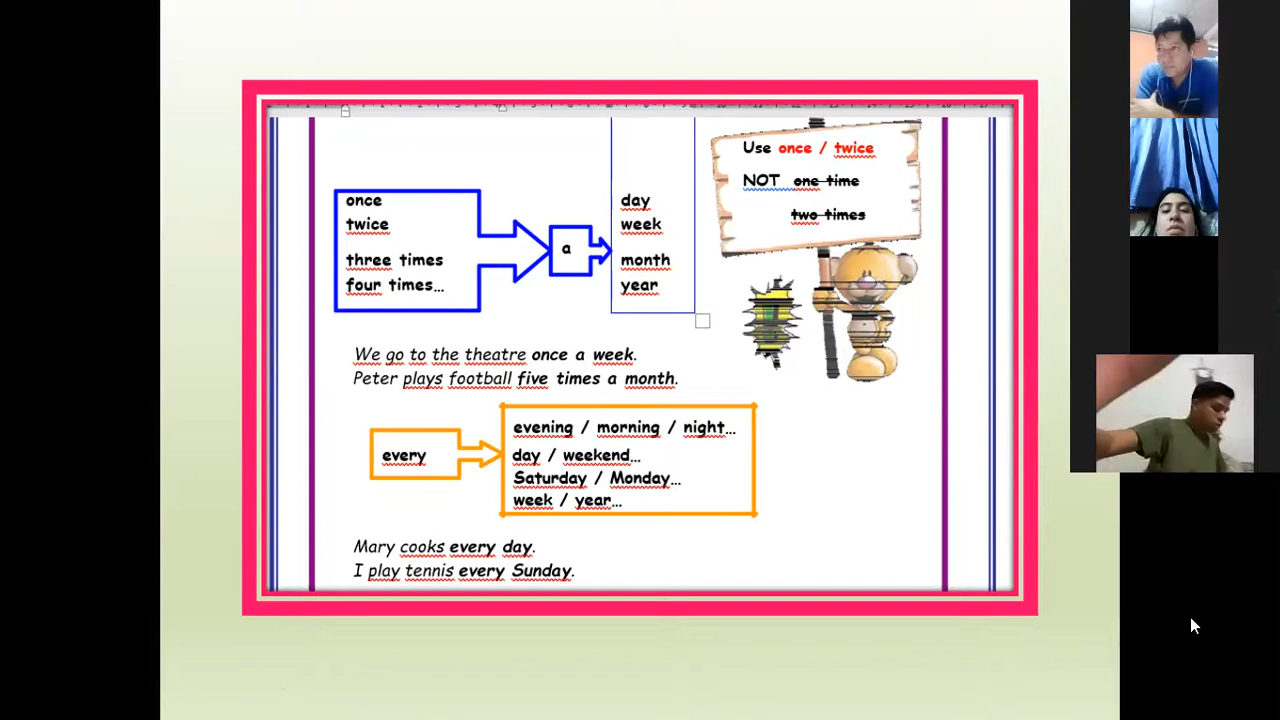 Use once / twice
NOT one time
two times
once
twice
three times
four times...
a
day
week
month
year
We go to the theatre once a week.
Peter plays football five times a month.
every
evening / morning / night...
day / weekend...
Saturday / Monday...
week / year...
Mary cooks every day.
I play tennis every Sunday.